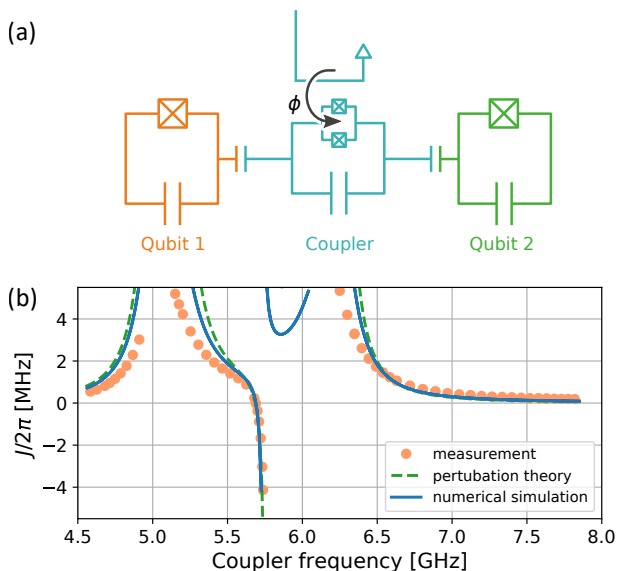 (a)
ϕ
Qubit 1
Coupler
Qubit 2
(b)
J/2π [MHz]
4
2
0
−2
−4
measurement
pertubation theory
numerical simulation
4.5 5.0 5.5 6.0 6.5 7.0 7.5 8.0
Coupler frequency [GHz]